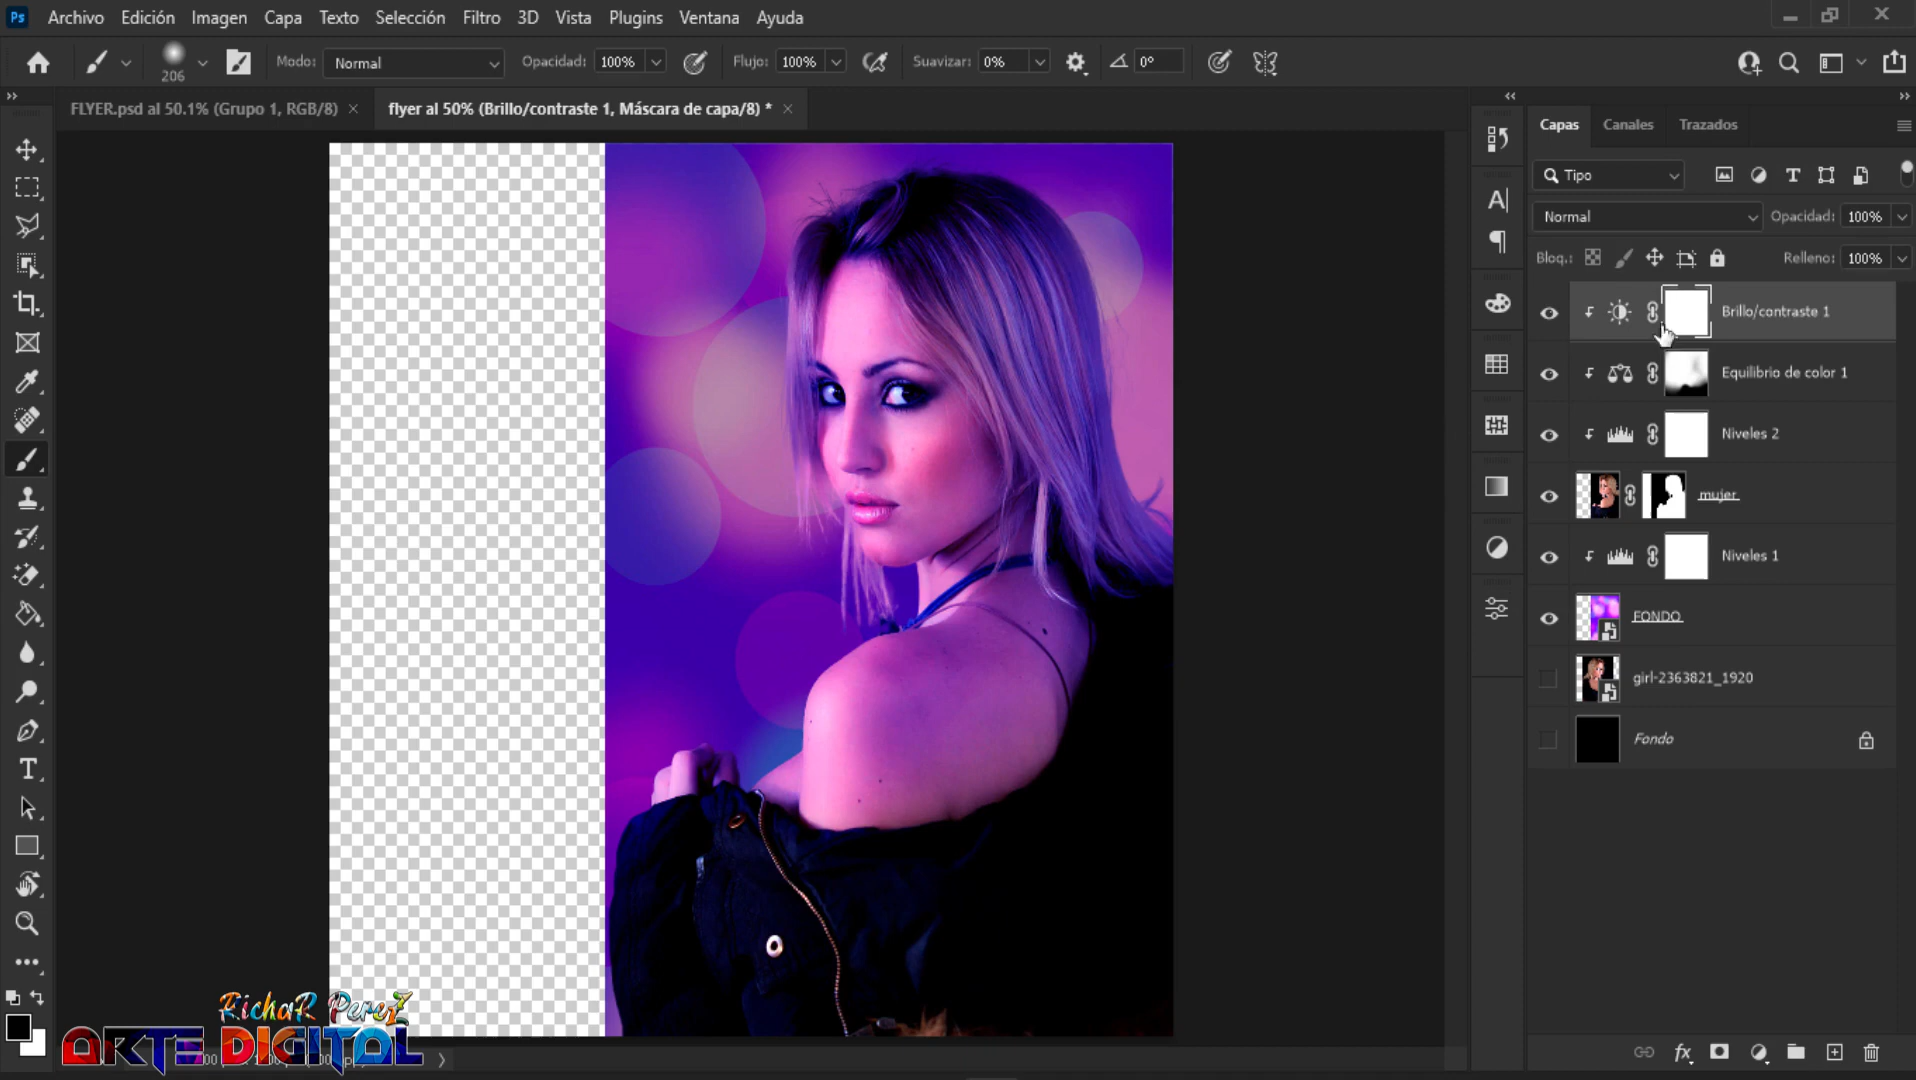 Ps Archivo Edición Imagen Capa Texto Selección Filtro 3D Vista Plugins Ventana Ayuda
206 Modo: Normal Opacidad: 100% Flujo: 100% Suavizar: 0% 0°
FLYER.psd al 50.1% (Grupo 1, RGB/8) × flyer al 50% (Brillo/contraste 1, Máscara de capa/8) * ×
Capas Canales Trazados
Tipo
Normal Opacidad: 100%
Bloq.: Relleno: 100%
Brillo/contraste 1
Equilibrio de color 1
Niveles 2
mujer
Niveles 1
FONDO
girl-2363821_1920
Fondo
RichaR PereZ
ARTE DIGITAL